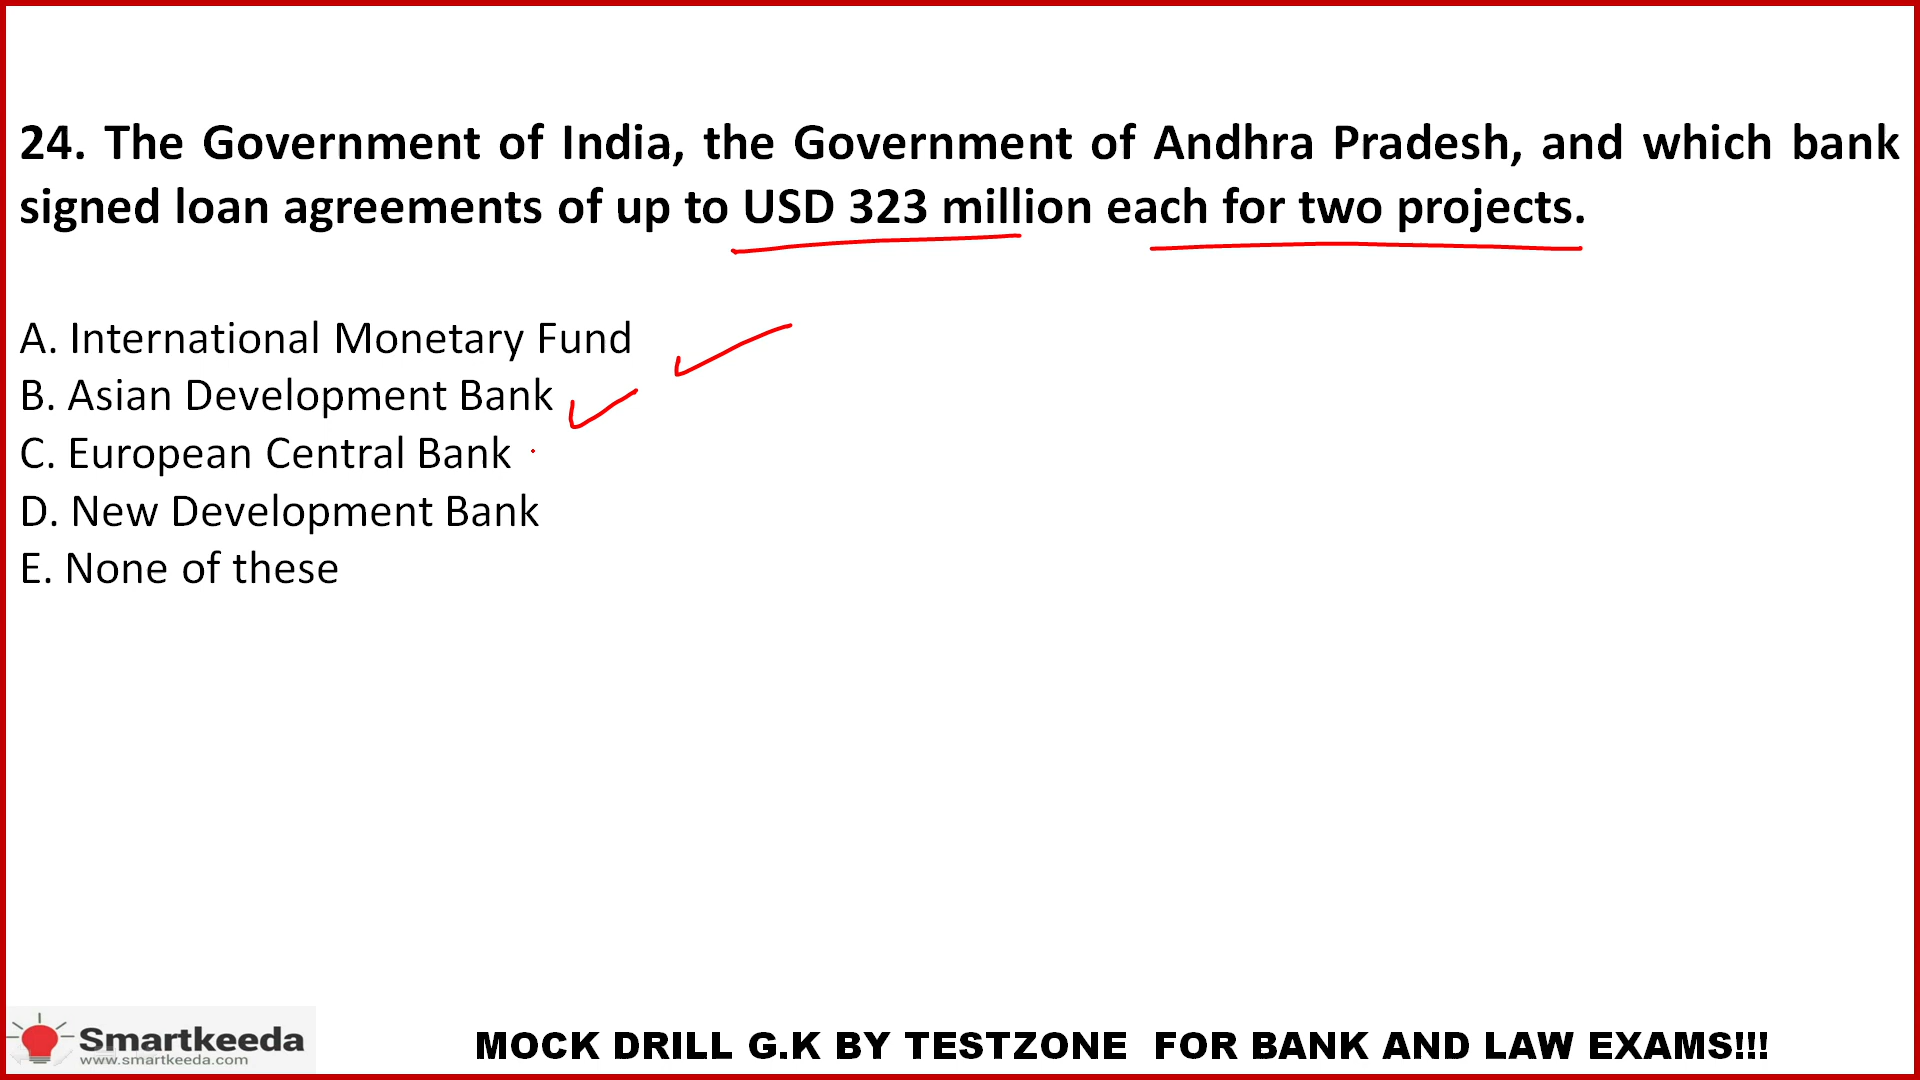 24. The Government of India, the Government of Andhra Pradesh, and which bank
signed loan agreements of up to USD 323 million each for two projects.
A. International Monetary Fund
B. Asian Development Bank
C. European Central Bank
D. New Development Bank
E. None of these
Smartkeeda
www.smartkeeda.com
MOCK DRILL G.K BY TESTZONE FOR BANK AND LAW EXAMS!!!